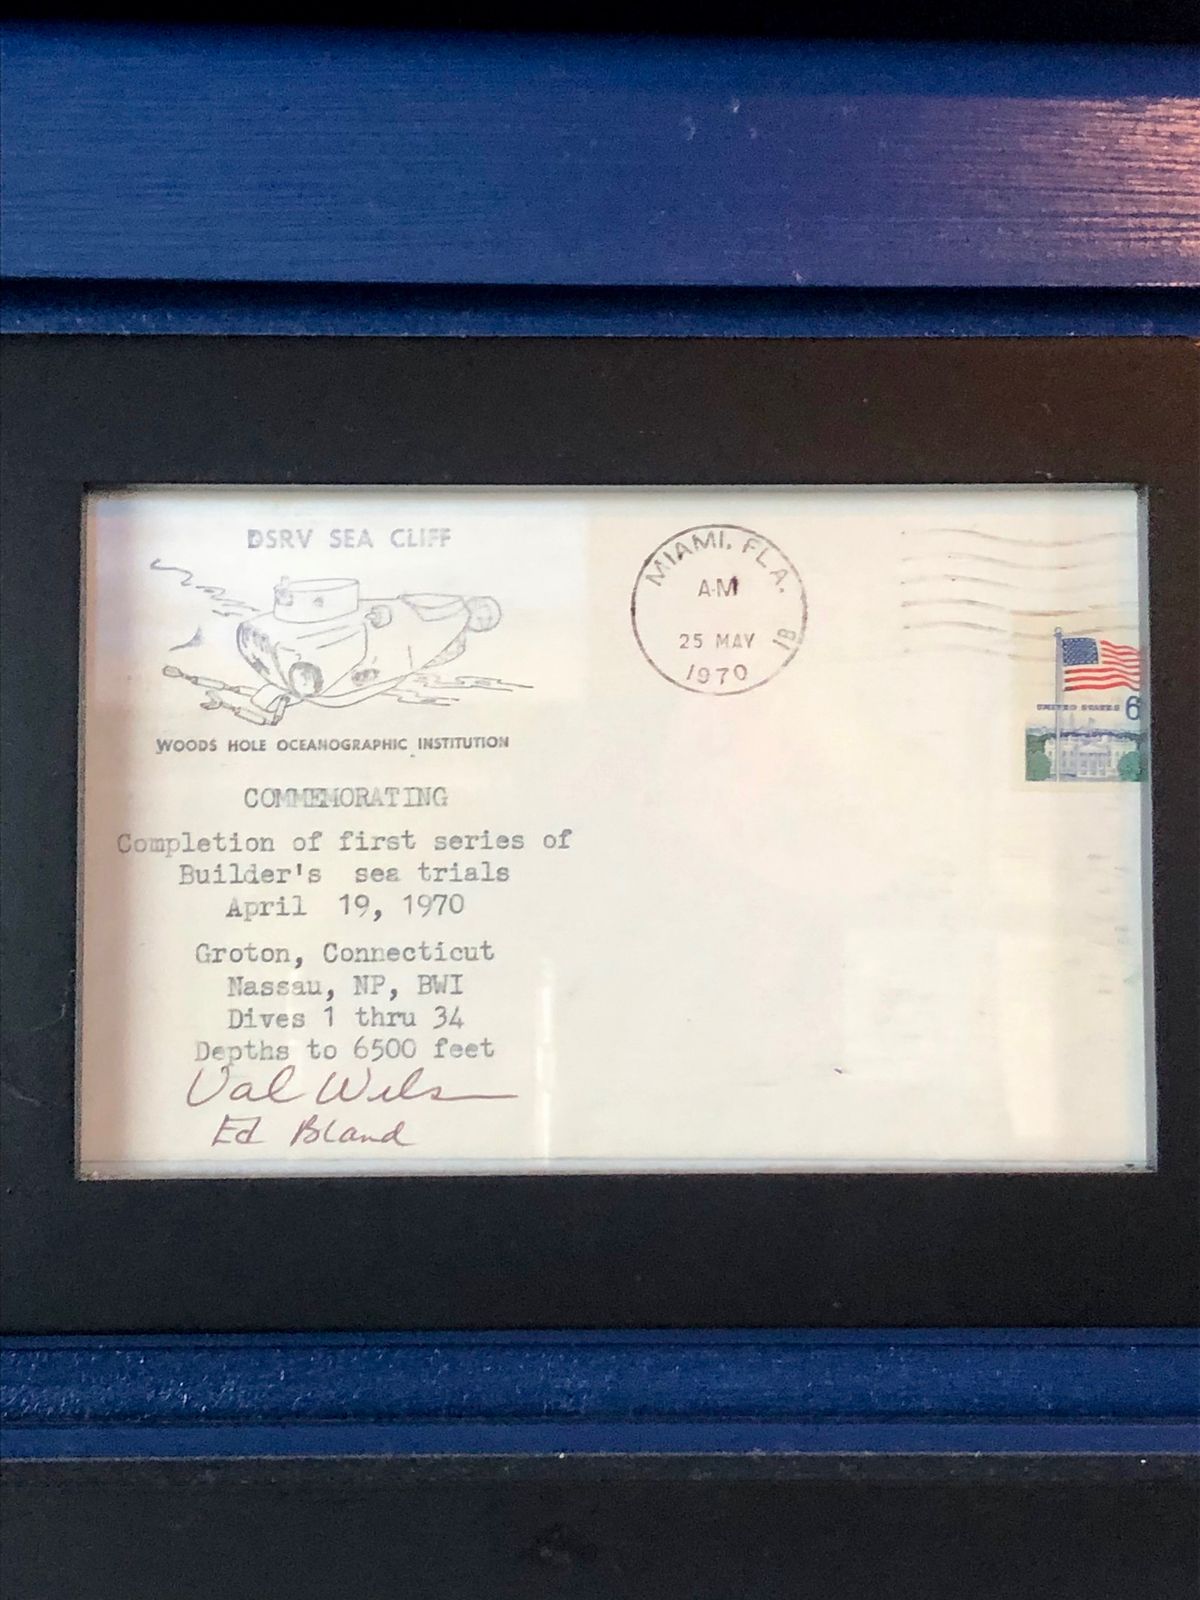 DSRV SEA CLIFF
WOODS HOLE OCEANOGRAPHIC INSTITUTION
COMMEMORATING
Completion of first series of
Builder's sea trials
April 19, 1970
Groton, Connecticut
Nassau, NP, BWI
Dives 1 thru 34
Depths to 6500 feet
Val Wilson
Ed Bland
MIAMI, FLA. 18
AM
25 MAY
1970
UNITED STATES 6